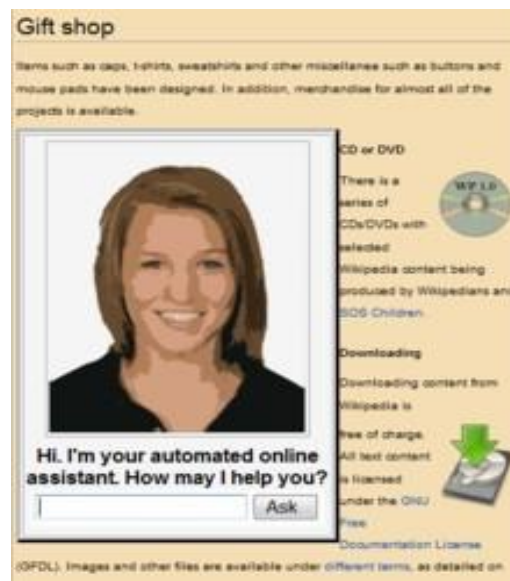 Gift shop
Items such as caps, t-shirts, sweatshirts and other miscellanea such as buttons and
mouse pads have been designed. In addition, merchandise for almost all of the
projects is available.
Hi. I'm your automated online
assistant. How may I help you?
Ask
CD or DVD
There is a
series of
CDs/DVDs with
selected
Wikipedia content being
produced by Wikipedians and
SOS Children
WP 1.0
Downloading
Downloading content from
Wikipedia is
free of charge.
All text content
is licensed
under the GNU
Free
Documentation License
(GFDL). Images and other files are available under different terms, as detailed on